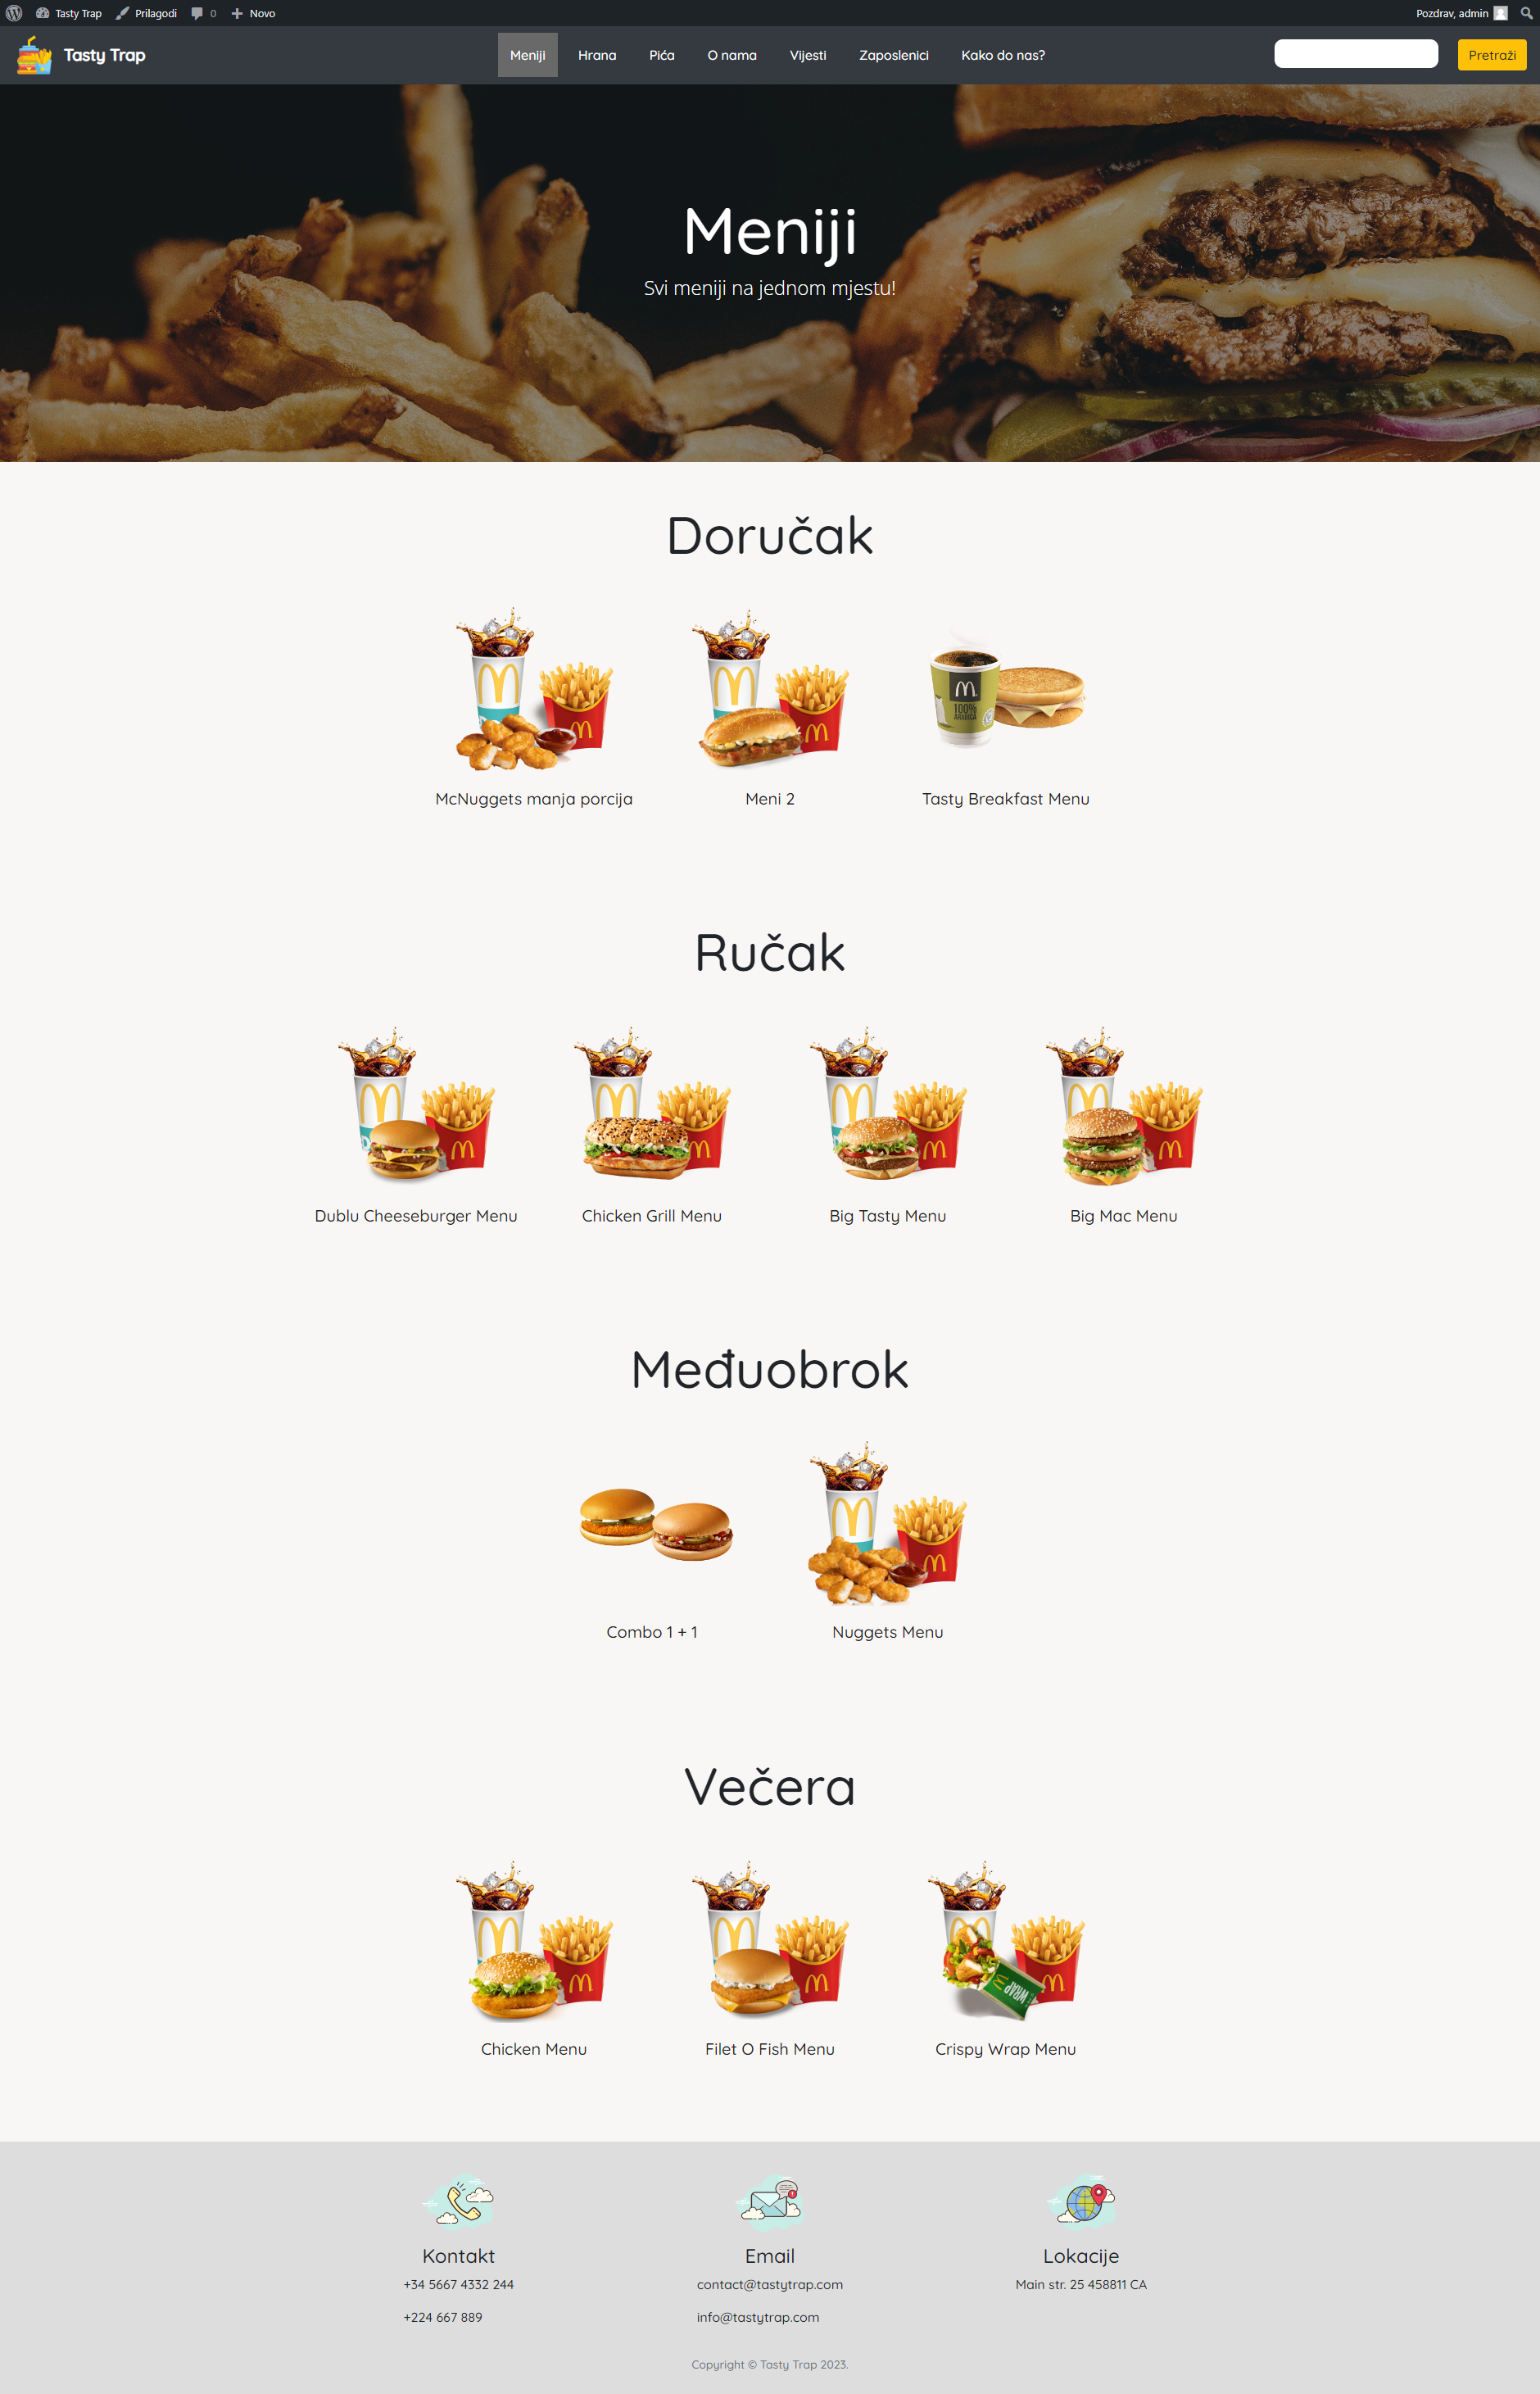 Tasty Trap Prilagodi 0 Novo Pozdrav, admin
Tasty Trap Meniji Hrana Pića O nama Vijesti Zaposlenici Kako do nas? Pretraži
Meniji
Svi meniji na jednom mjestu!
Doručak
100%
ARABICA
McNuggets manja porcija Meni 2 Tasty Breakfast Menu
Ručak
Dublu Cheeseburger Menu Chicken Grill Menu Big Tasty Menu Big Mac Menu
Međuobrok
Combo 1 + 1 Nuggets Menu
Večera
WRAP
Chicken Menu Filet O Fish Menu Crispy Wrap Menu
Kontakt Email Lokacije
+34 5667 4332 244 contact@tastytrap.com Main str. 25 458811 CA
+224 667 889 info@tastytrap.com
Copyright © Tasty Trap 2023.